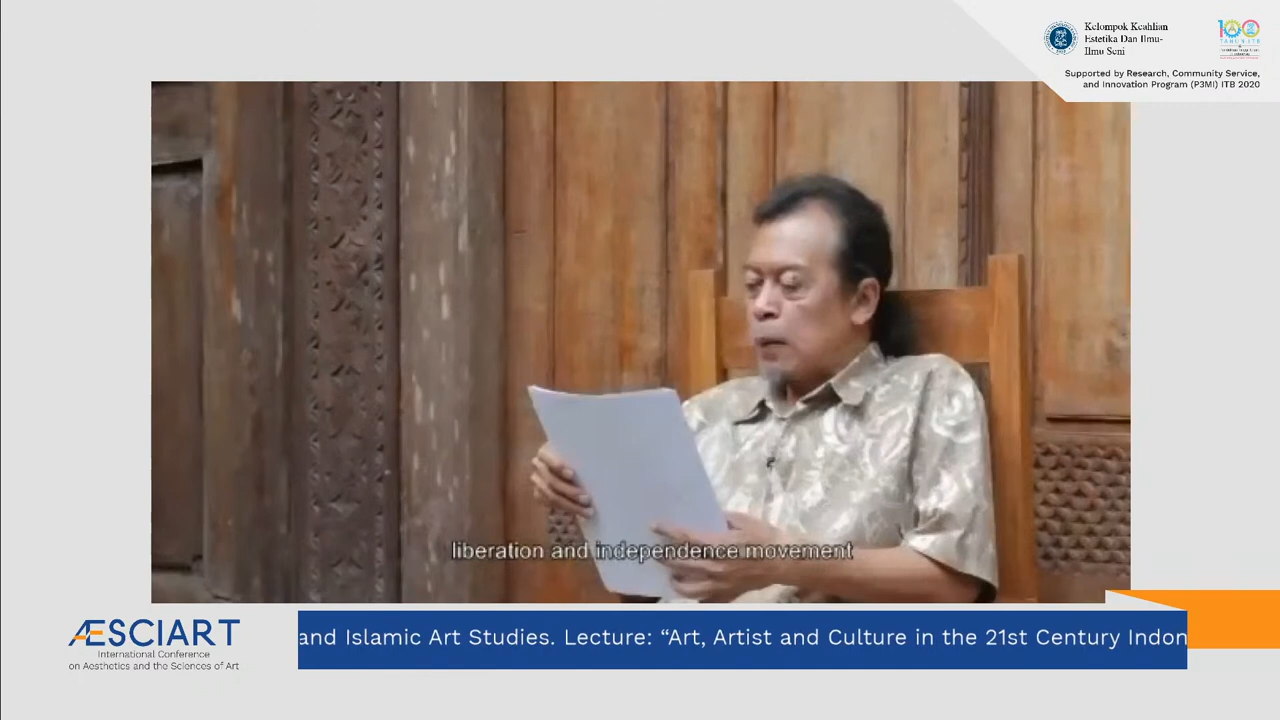 Kelompok Keahlian
Estetika Dan Ilmu-
Ilmu Seni
100
Supported by Research, Community Service,
and Innovation Program (P3MI) ITB 2020
liberation and independence movement
ÆSCIART
International Conference
on Aesthetics and the Sciences of Art
and Islamic Art Studies. Lecture: “Art, Artist and Culture in the 21st Century Indon